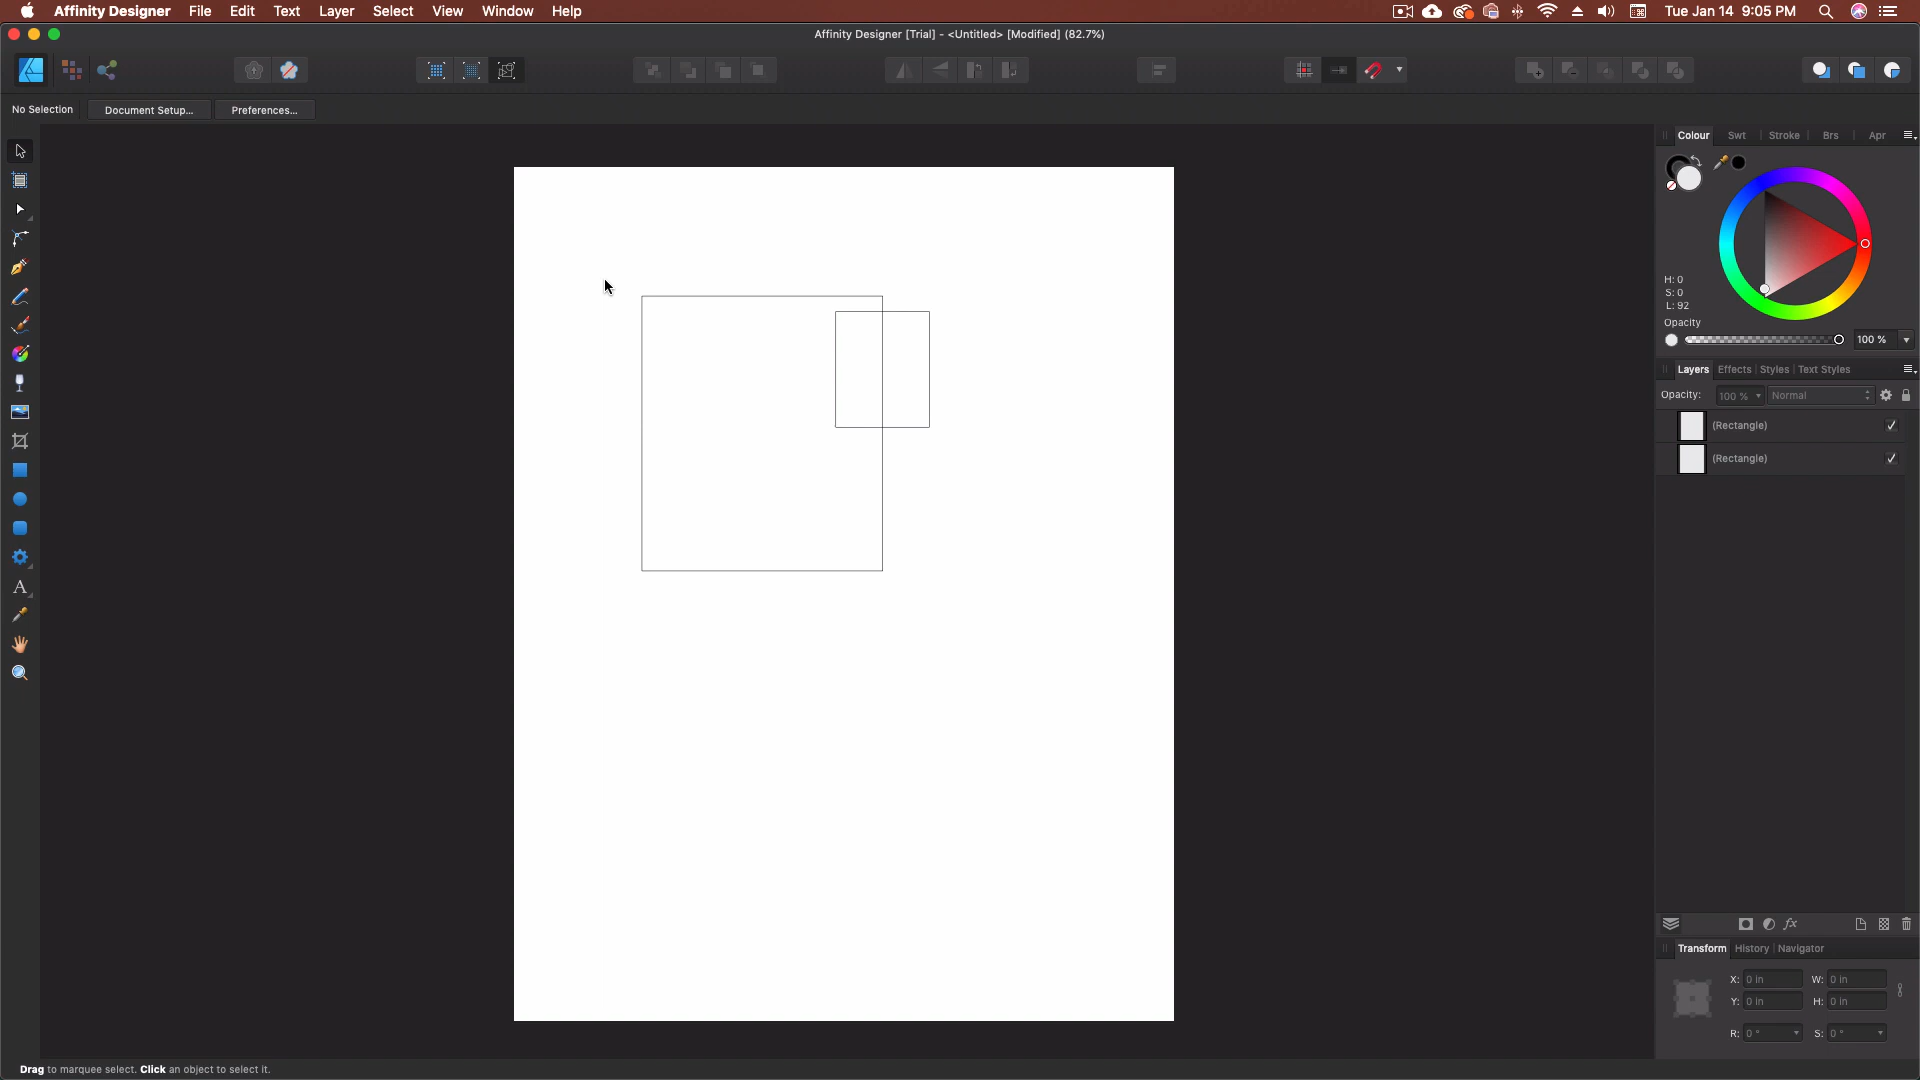 Affinity Designer File Edit Text Layer Select View Window Help Tue Jan 14 9:05 PM
Affinity Designer [Trial] - <Untitled> [Modified] (82.7%)
No Selection Document Setup... Preferences...
Colour Swt Stroke Brs Apr
H: 0
S: 0
L: 92
Opacity
100 %
Layers Effects Styles Text Styles
Opacity: 100 % Normal
(Rectangle)
(Rectangle)
fx
Transform History Navigator
X: 0 in W: 0 in
Y: 0 in H: 0 in
R: 0 ° S: 0 °
Drag to marquee select. Click an object to select it.